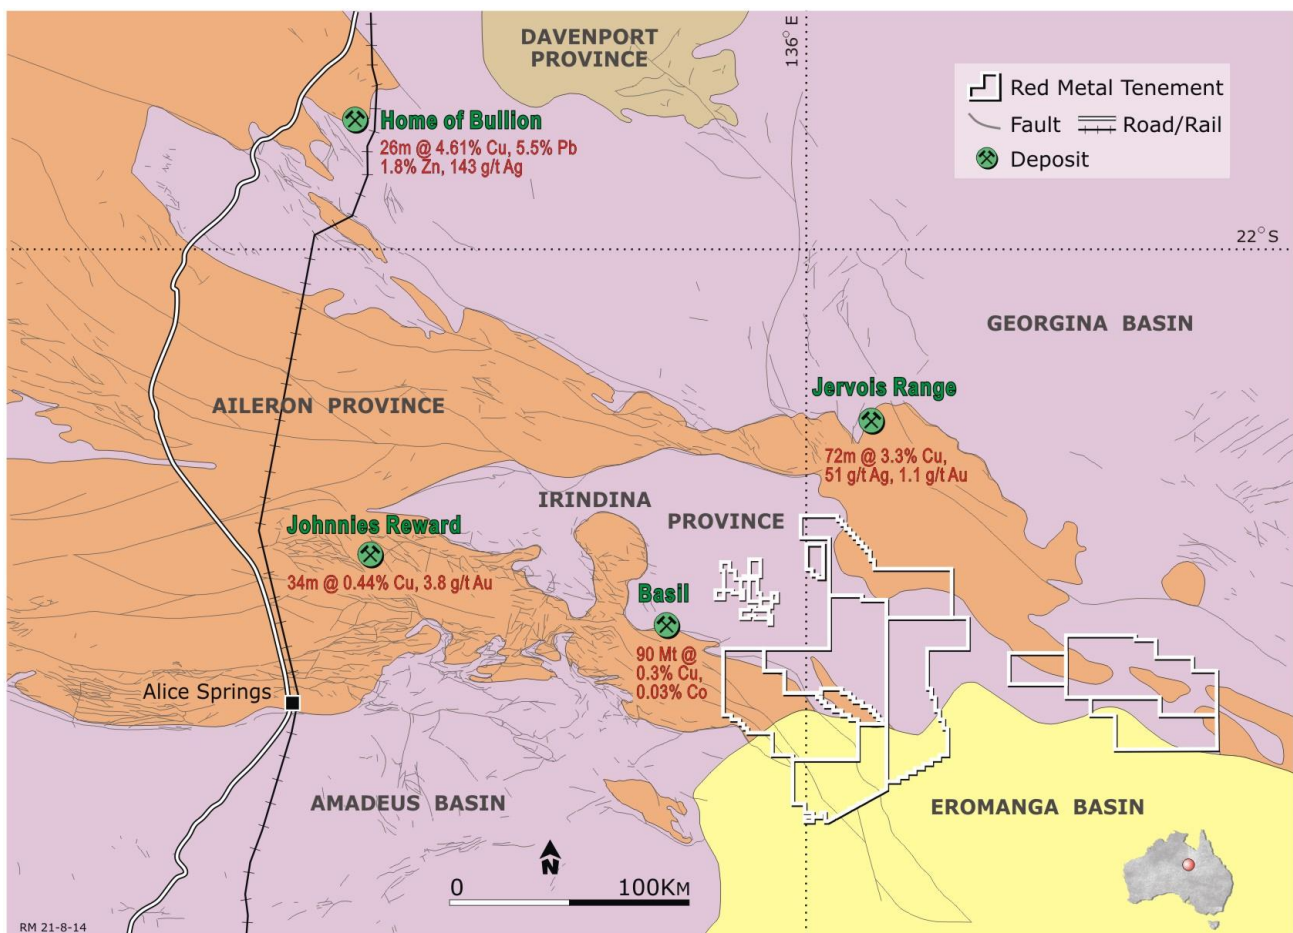 DAVENPORT
PROVINCE
136° E
Red Metal Tenement
Fault
Road/Rail
Deposit
Home of Bullion
26m @ 4.61% Cu, 5.5% Pb
1.8% Zn, 143 g/t Ag
22° S
GEORGINA BASIN
Jervois Range
72m @ 3.3% Cu,
51 g/t Ag, 1.1 g/t Au
AILERON PROVINCE
IRINDINA
PROVINCE
Johnnies Reward
34m @ 0.44% Cu, 3.8 g/t Au
Basil
90 Mt @
0.3% Cu,
0.03% Co
Alice Springs
AMADEUS BASIN
EROMANGA BASIN
N
0 100KM
RM 21-8-14